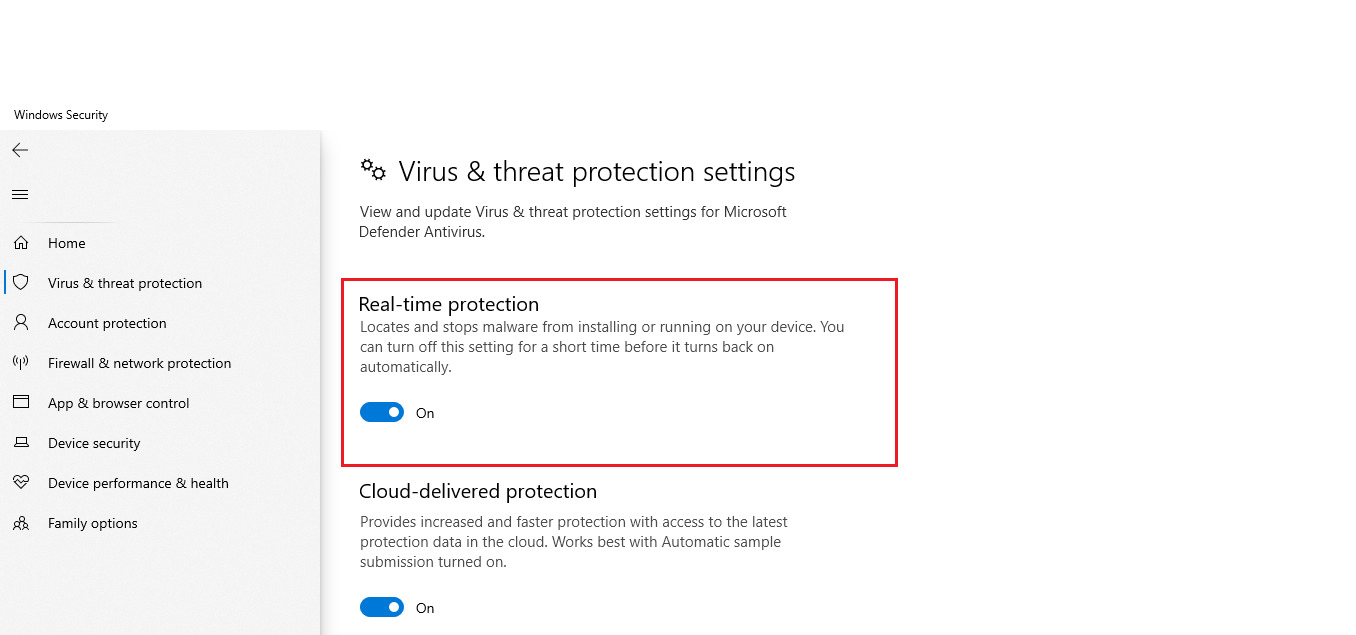 Windows Security
Home
Virus & threat protection
Account protection
Firewall & network protection
App & browser control
Device security
Device performance & health
Family options
Virus & threat protection settings
View and update Virus & threat protection settings for Microsoft
Defender Antivirus.
Real-time protection
Locates and stops malware from installing or running on your device. You
can turn off this setting for a short time before it turns back on
automatically.
On
Cloud-delivered protection
Provides increased and faster protection with access to the latest
protection data in the cloud. Works best with Automatic sample
submission turned on.
On